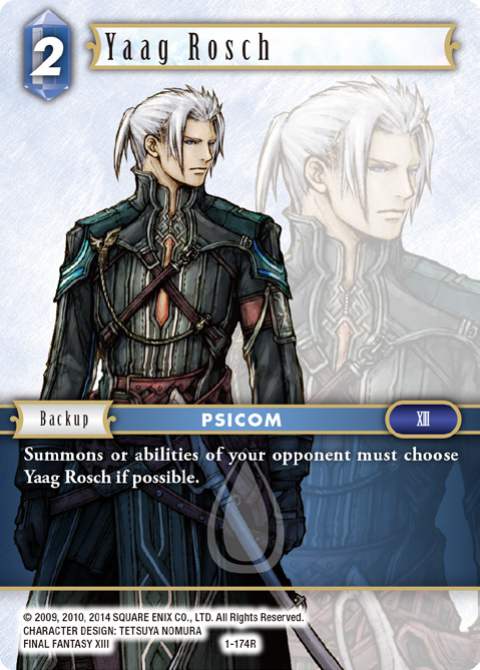 2
Yaag Rosch
Backup
PSICOM
XIII
Summons or abilities of your opponent must choose
Yaag Rosch if possible.
© 2009, 2010, 2014 SQUARE ENIX CO., LTD. All Rights Reserved.
CHARACTER DESIGN: TETSUYA NOMURA
FINAL FANTASY XIII
1-174R